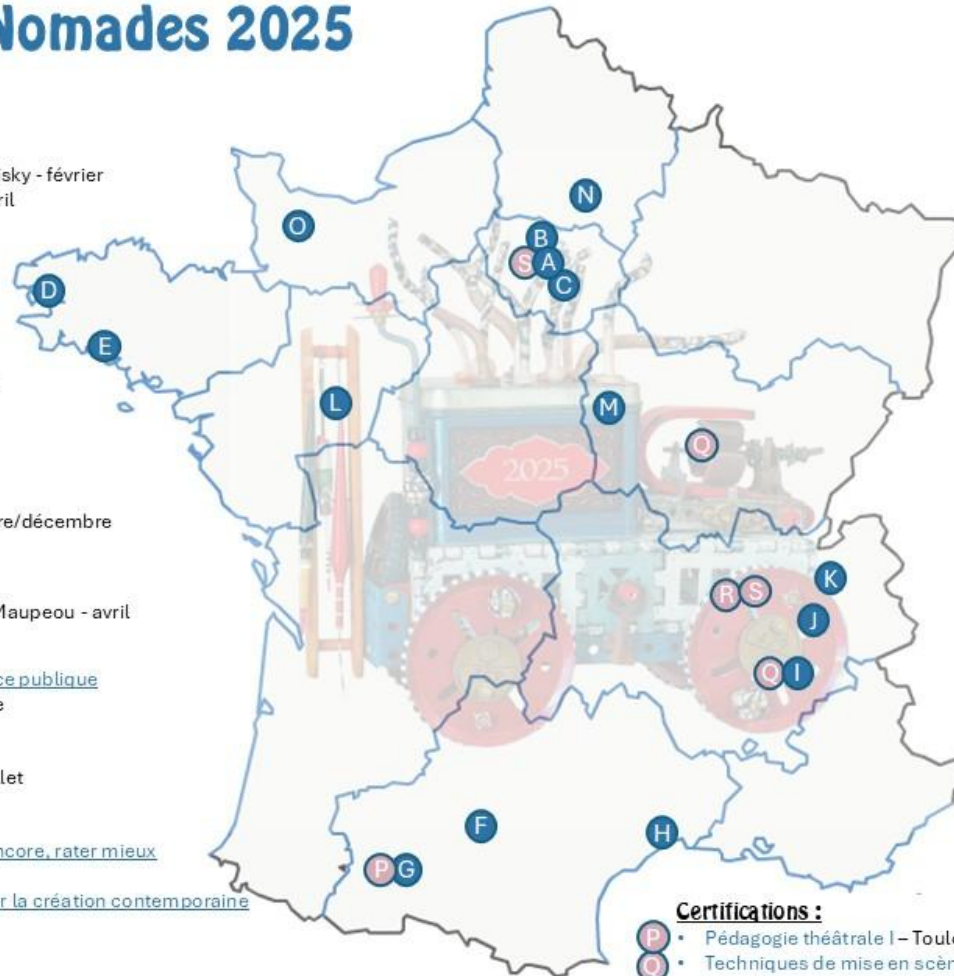 Nomades 2025
sky - février
ril
re/décembre
Maupeou - avril
ce publique
e
let
ncore, rater mieux
r la création contemporaine
N
O
B
S A
C
D
E
L
M
Q
2025
K
R S
J
Q I
F
H
P G
Certifications :
P • Pédagogie théâtrale I – Toulo
Q • Techniques de mise en scèn